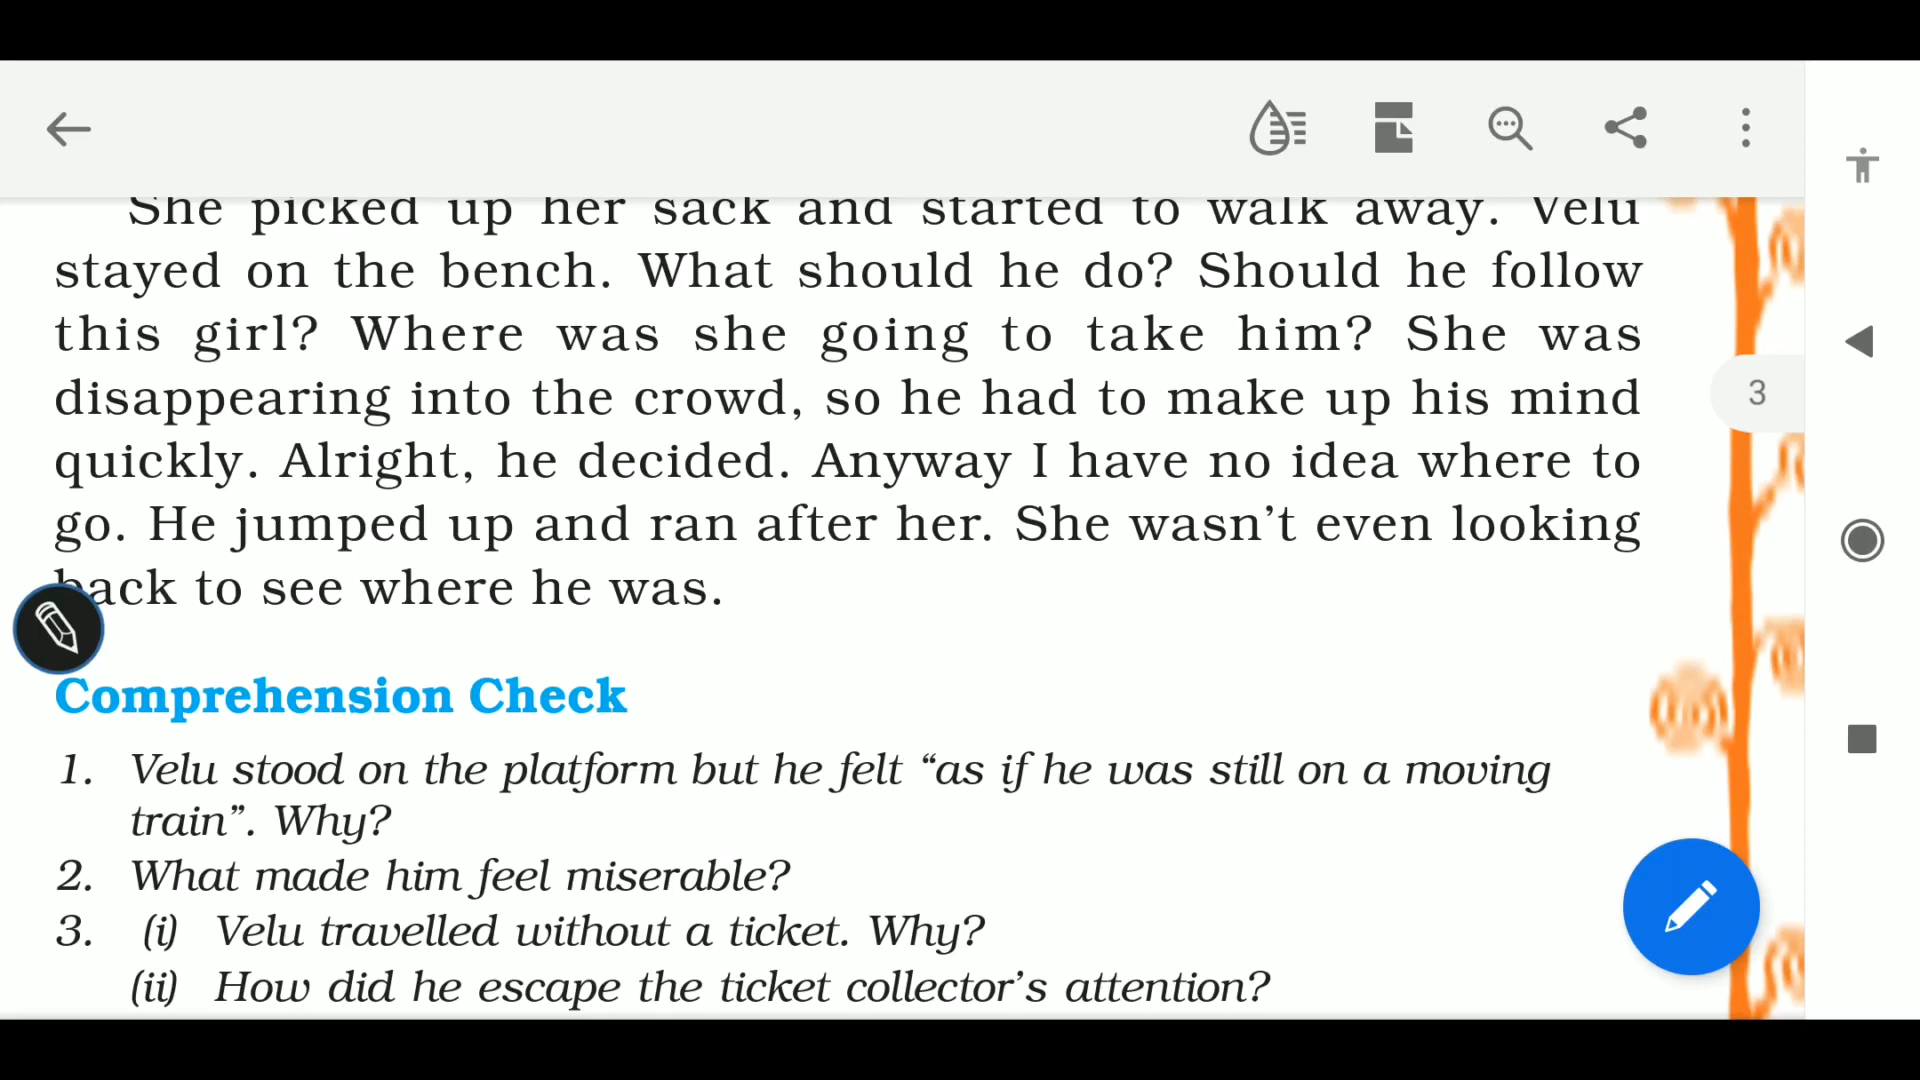 She picked up her sack and started to walk away. Velu
stayed on the bench. What should he do? Should he follow
this girl? Where was she going to take him? She was
disappearing into the crowd, so he had to make up his mind
quickly. Alright, he decided. Anyway I have no idea where to
go. He jumped up and ran after her. She wasn’t even looking
back to see where he was.
3
Comprehension Check
1. Velu stood on the platform but he felt “as if he was still on a moving
train”. Why?
2. What made him feel miserable?
3. (i) Velu travelled without a ticket. Why?
(ii) How did he escape the ticket collector’s attention?